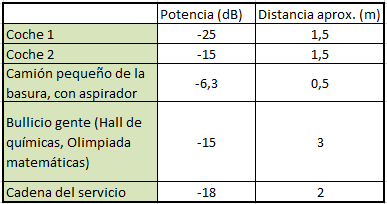 Potencia (dB) Distancia aprox. (m)
Coche 1 -25 1,5
Coche 2 -15 1,5
Camión pequeño de la
basura, con aspirador -6,3 0,5
Bullicio gente (Hall de
químicas, Olimpiada
matemáticas) -15 3
Cadena del servicio -18 2